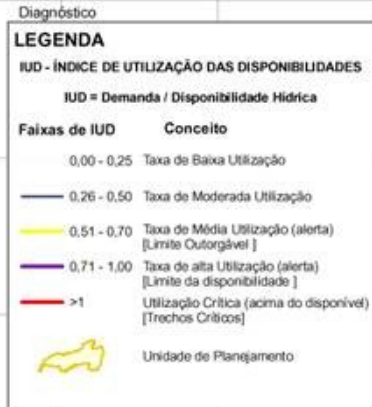 Diagnóstico
LEGENDA
IUD - ÍNDICE DE UTILIZAÇÃO DAS DISPONIBILIDADES
IUD = Demanda / Disponibilidade Hídrica
Faixas de IUD Conceito
0,00 - 0,25 Taxa de Baixa Utilização
0,26 - 0,50 Taxa de Moderada Utilização
0,51 - 0,70 Taxa de Média Utilização (alerta)
[Limite Outorgável ]
0,71 - 1,00 Taxa de alta Utilização (alerta)
[Limite da disponibilidade ]
>1 Utilização Crítica (acima do disponível)
[Trechos Críticos]
Unidade de Planejamento